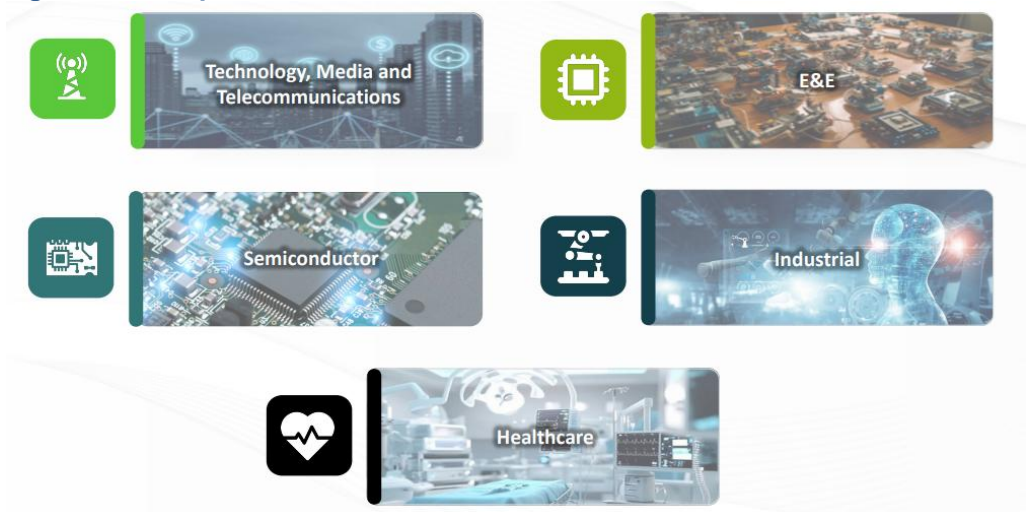 Technology, Media and
Telecommunications
E&E
Semiconductor
Industrial
Healthcare